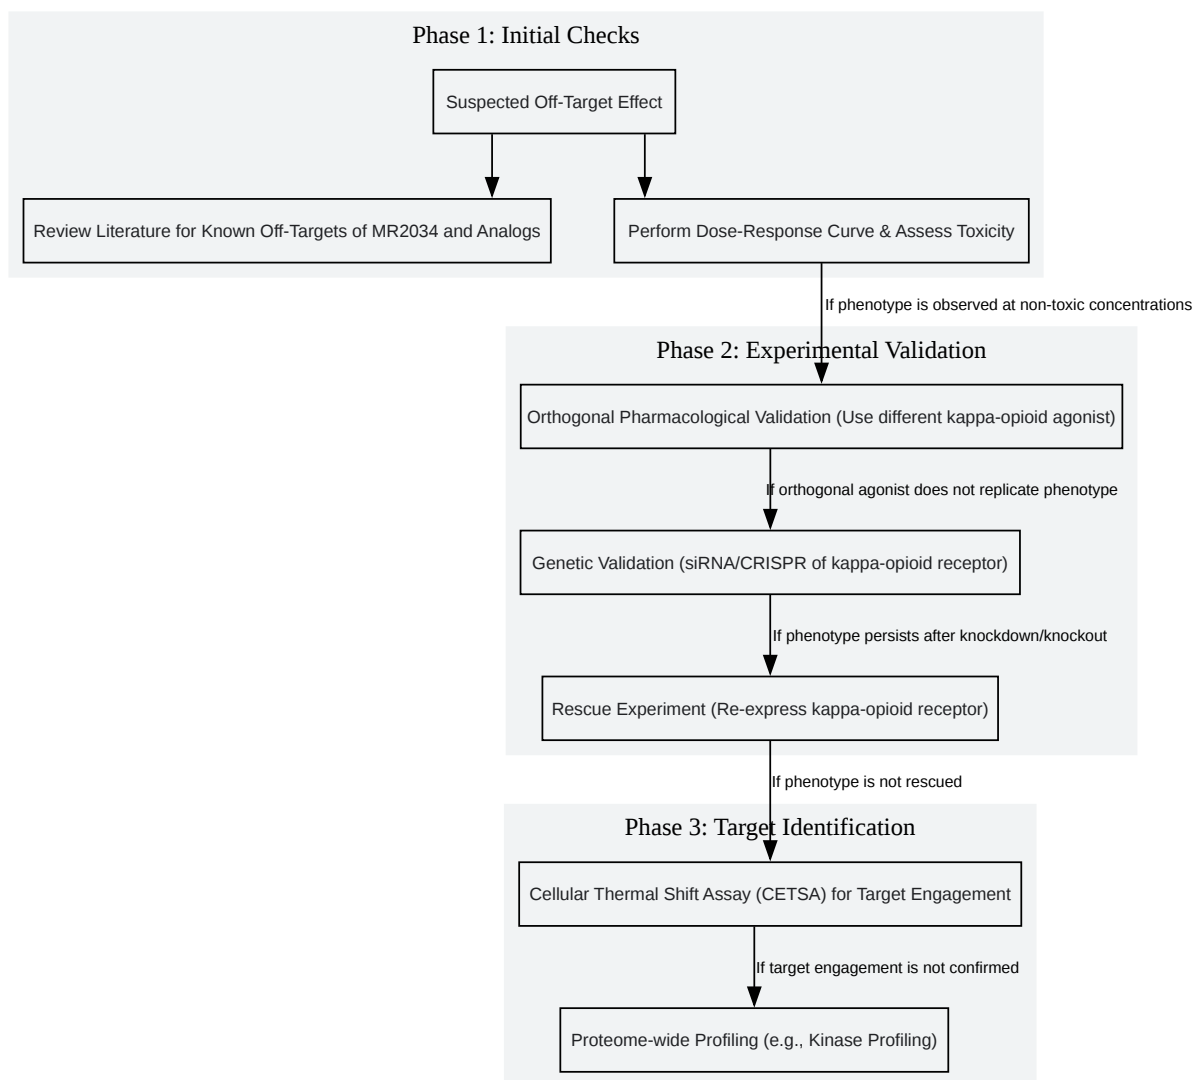 Phase 1: Initial Checks
Suspected Off-Target Effect
Review Literature for Known Off-Targets of MR2034 and Analogs
Perform Dose-Response Curve & Assess Toxicity
If phenotype is observed at non-toxic concentrations
Phase 2: Experimental Validation
Orthogonal Pharmacological Validation (Use different kappa-opioid agonist)
If orthogonal agonist does not replicate phenotype
Genetic Validation (siRNA/CRISPR of kappa-opioid receptor)
If phenotype persists after knockdown/knockout
Rescue Experiment (Re-express kappa-opioid receptor)
If phenotype is not rescued
Phase 3: Target Identification
Cellular Thermal Shift Assay (CETSA) for Target Engagement
If target engagement is not confirmed
Proteome-wide Profiling (e.g., Kinase Profiling)